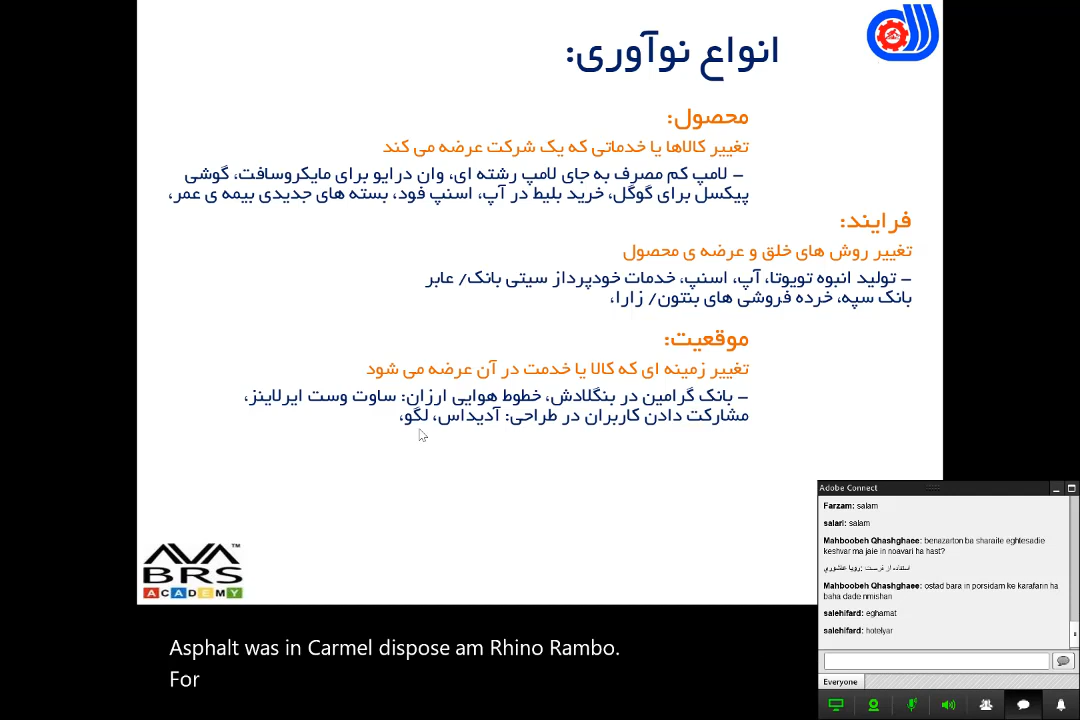 انواع نوآوری:
محصول:
تغییر کالاها یا خدماتی که یک شرکت عرضه می کند
- لامپ کم مصرف به جای لامپ رشته ای، وان درایو برای مایکروسافت، گوشی
پیکسل برای گوگل، خرید بلیط در آپ، اسنپ فود، بسته های جدیدی بیمه ی عمر،
فرایند:
تغییر روش های خلق و عرضه ی محصول
- تولید انبوه تویوتا، آپ، اسنپ، خدمات خودپرداز سیتی بانک/ عابر
بانک سپه، خرده فروشی های بنتون/ زارا،
موقعیت:
تغییر زمینه ای که کالا یا خدمت در آن عرضه می شود
- بانک گرامین در بنگلادش، خطوط هوایی ارزان: ساوت وست ایرلاینز،
مشارکت دادن کاربران در طراحی: آدیداس، لگو،
AVA™
BRS
ACADEMY
Adobe Connect
Farzam: salam
salari: salam
Mahboobeh Qhashghaee: benazarton ba sharaite eghtesadie
keshvar ma jaie in noavari ha hast?
Mahboobeh Qhashghaee: ostad bara in porsidam ke karafarin ha
baha dade nmishan
salehifard: eghamat
salehifard: hotelyar
Everyone
Asphalt was in Carmel dispose am Rhino Rambo.
For